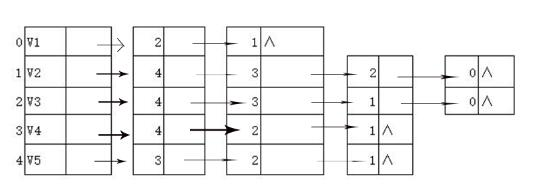 0 V1 2 1 ∧
1 V2 4 3 2 0 ∧
2 V3 4 3 1 0 ∧
3 V4 4 2 1 ∧
4 V5 3 2 1 ∧